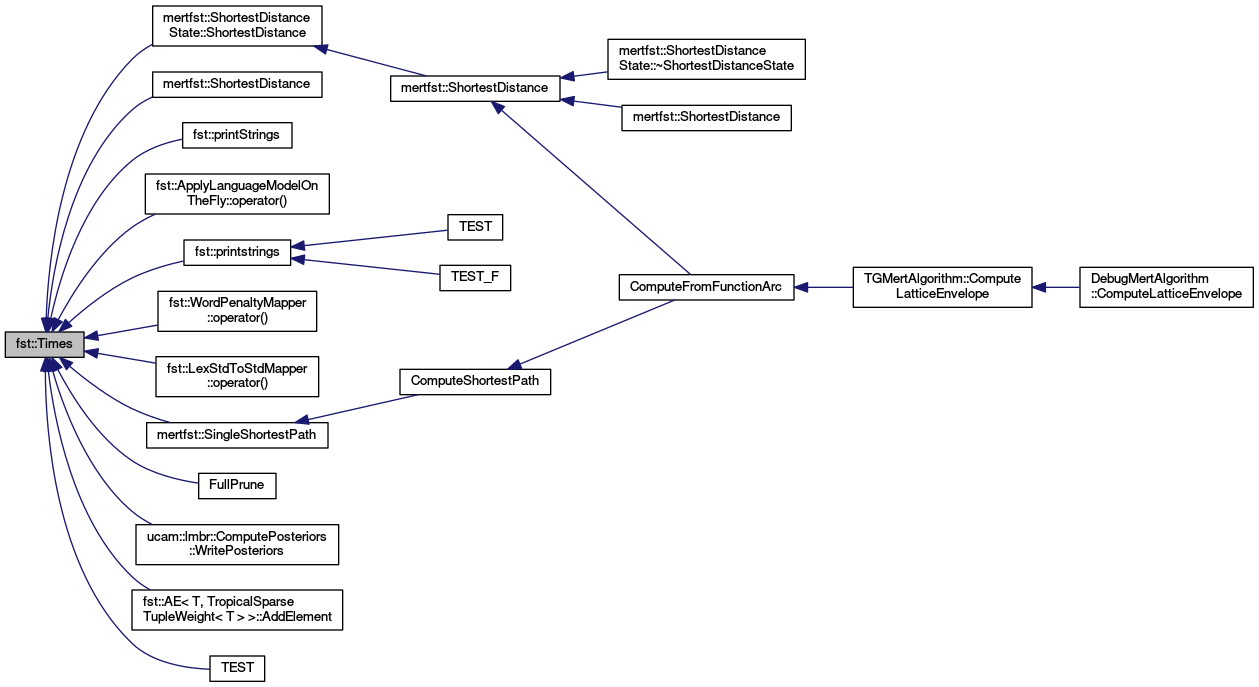 mertfst::ShortestDistance
State::ShortestDistance
mertfst::ShortestDistance
State::~ShortestDistanceState
mertfst::ShortestDistance
mertfst::ShortestDistance
mertfst::ShortestDistance
fst::printStrings
fst::ApplyLanguageModelOn
TheFly::operator()
TEST
fst::printstrings
TEST_F
ComputeFromFunctionArc
TGMertAlgorithm::Compute
LatticeEnvelope
DebugMertAlgorithm
::ComputeLatticeEnvelope
fst::WordPenaltyMapper
::operator()
fst::Times
fst::LexStdToStdMapper
::operator()
ComputeShortestPath
mertfst::SingleShortestPath
FullPrune
ucam::lmbr::ComputePosteriors
::WritePosteriors
fst::AE< T, TropicalSparse
TupleWeight< T > >::AddElement
TEST